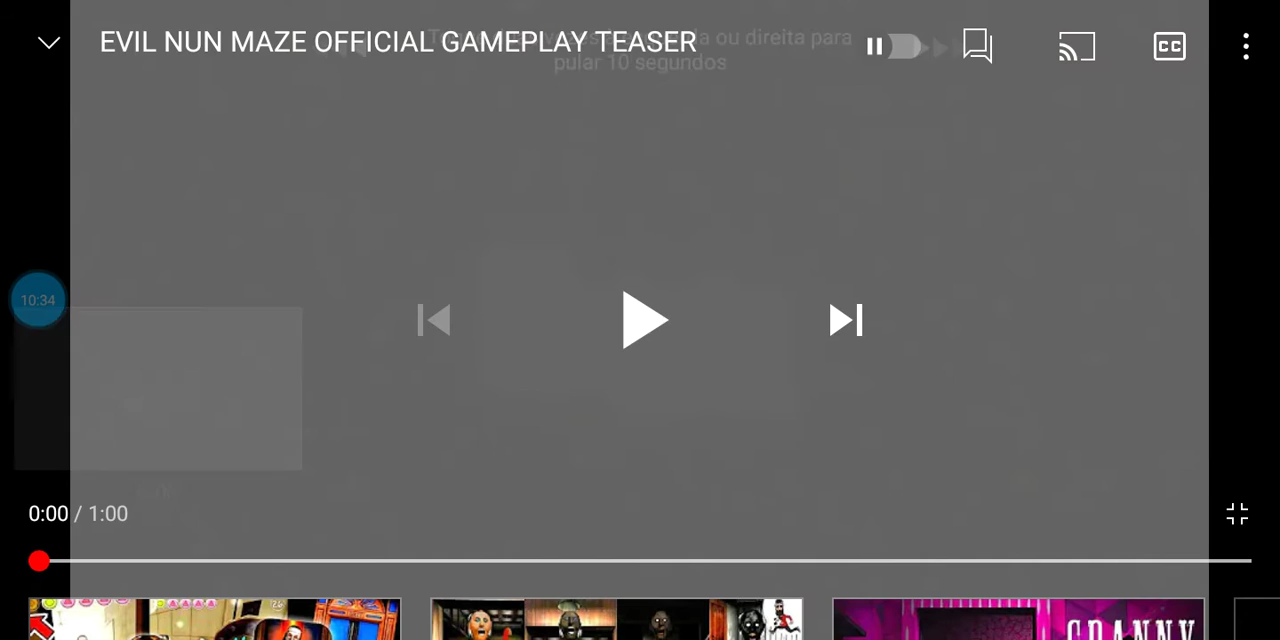 EVIL NUN MAZE OFFICIAL GAMEPLAY TEASER
ou direita para
pular 10 segundos
CC
10:34
0:00 / 1:00
GRANNY